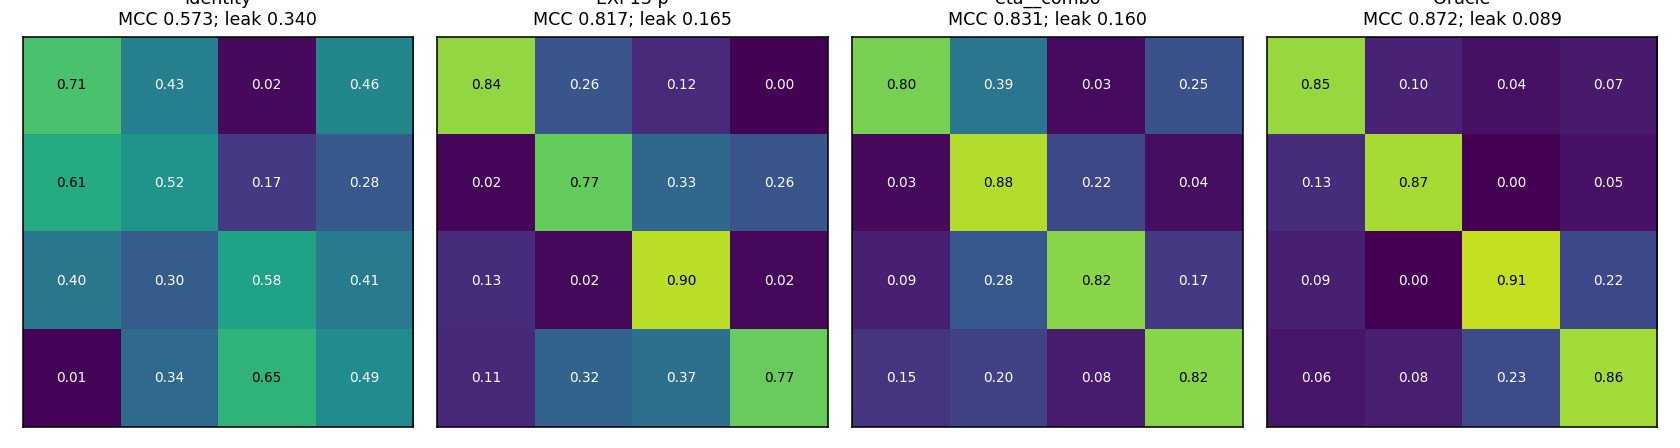 Identity
MCC 0.573; leak 0.340
0.71 0.43 0.02 0.46
0.61 0.52 0.17 0.28
0.40 0.30 0.58 0.41
0.01 0.34 0.65 0.49
MCC 0.817; leak 0.165
0.84 0.26 0.12 0.00
0.02 0.77 0.33 0.26
0.13 0.02 0.90 0.02
0.11 0.32 0.37 0.77
MCC 0.831; leak 0.160
0.80 0.39 0.03 0.25
0.03 0.88 0.22 0.04
0.09 0.28 0.82 0.17
0.15 0.20 0.08 0.82
Oracle
MCC 0.872; leak 0.089
0.85 0.10 0.04 0.07
0.13 0.87 0.00 0.05
0.09 0.00 0.91 0.22
0.06 0.08 0.23 0.86